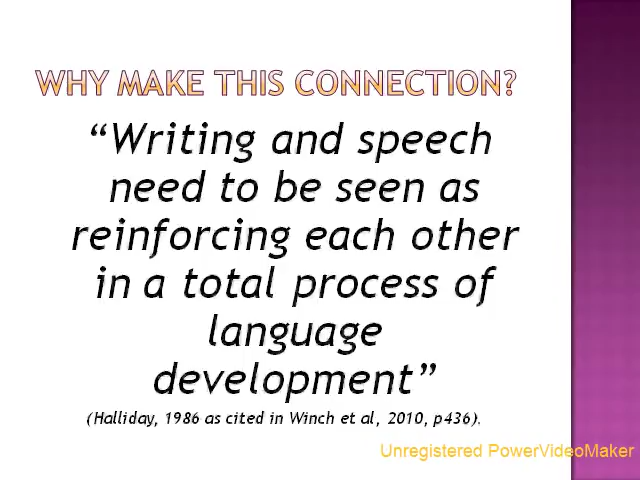 WHY MAKE THIS CONNECTION?
“Writing and speech
need to be seen as
reinforcing each other
in a total process of
language
development”
(Halliday, 1986 as cited in Winch et al, 2010, p436).
Unregistered PowerVideoMaker